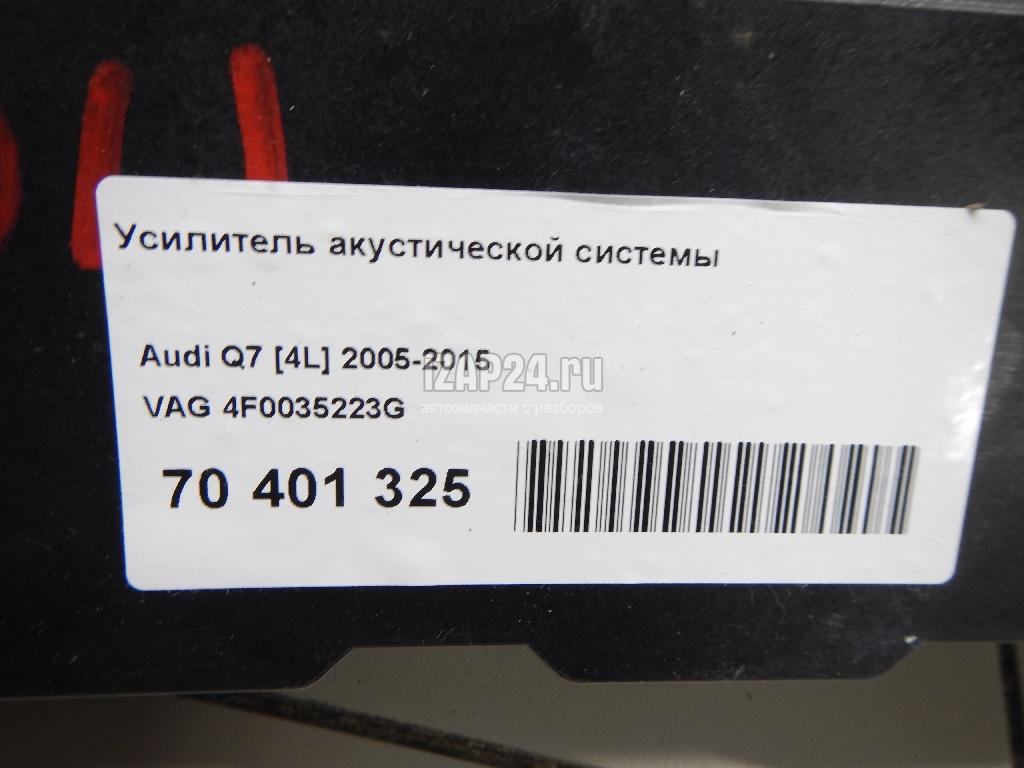 Усилитель акустической системы
Audi Q7 [4L] 2005-2015
iZAP24.ru
VAG 4F0035223G
автозапчасти с разборов
70 401 325